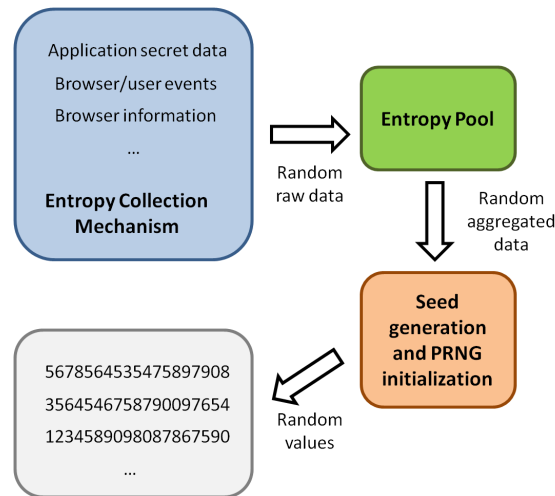 Application secret data
Browser/user events
Browser information
...
Entropy Collection
Mechanism
Random
raw data
Entropy Pool
Random
aggregated
data
Seed
generation
and PRNG
initialization
Random
values
5678564535475897908
3564546758790097654
1234589098087867590
...